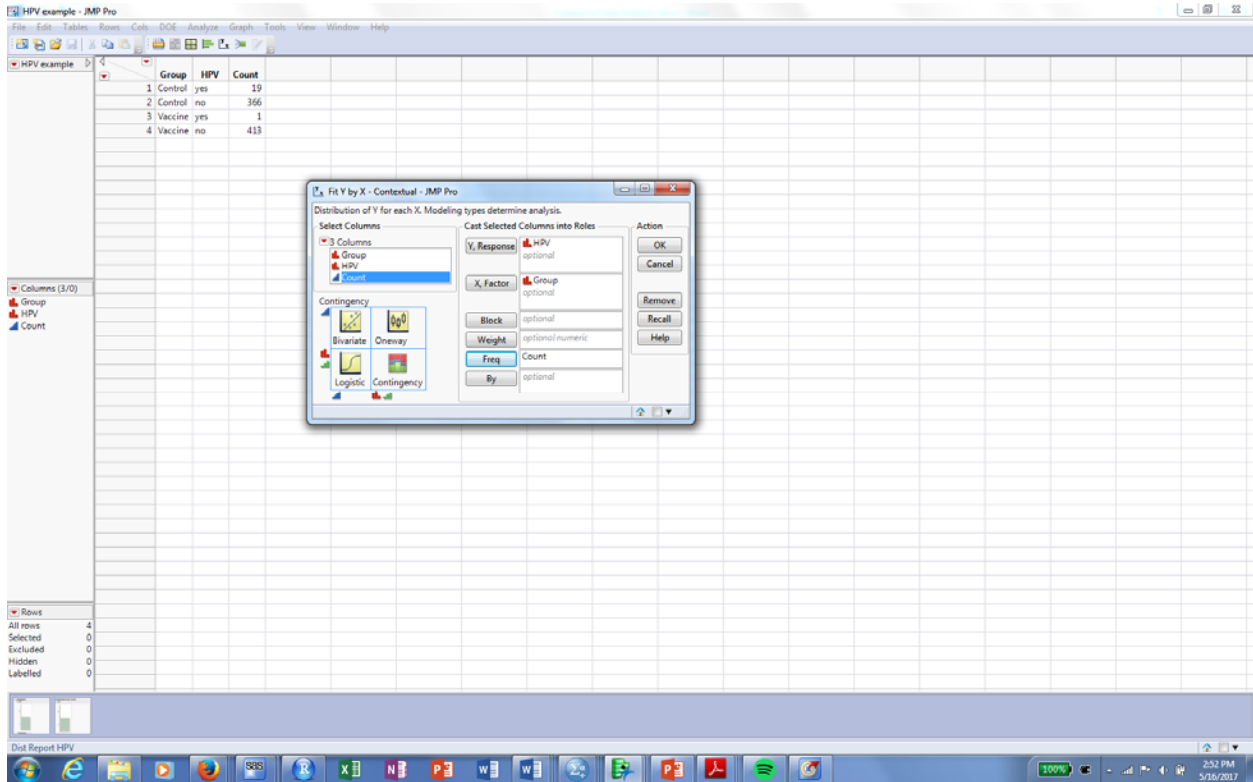 HPV example - JMP Pro
File Edit Tables Rows Cols DOE Analyze Graph Tools View Window Help
HPV example
Group HPV Count
1 Control yes 19
2 Control no 366
3 Vaccine yes 1
4 Vaccine no 413
Columns (3/0)
Group
HPV
Count
Rows
All rows 4
Selected 0
Excluded 0
Hidden 0
Labelled 0
Fit Y by X - Contextual - JMP Pro
Distribution of Y for each X. Modeling types determine analysis.
Select Columns
3 Columns
Group
HPV
Count
Contingency
Bivariate Oneway
Logistic Contingency
Cast Selected Columns into Roles
Y, Response HPV
optional
X, Factor Group
optional
Block optional
Weight optional numeric
Freq Count
By optional
Action
OK
Cancel
Remove
Recall
Help
Dist Report HPV
SAS
100%
2:52 PM
5/16/2017